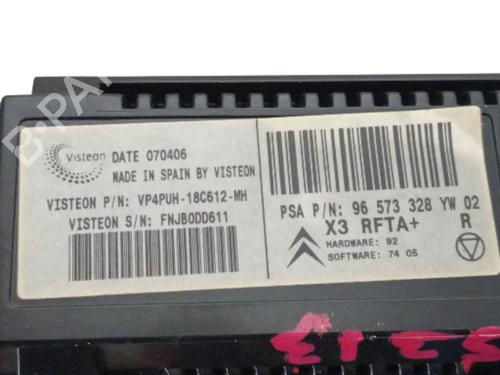 Visteon DATE 070406
MADE IN SPAIN BY VISTEON
VISTEON P/N: VP4PUH-18C612-MH
VISTEON S/N: FNJB0DD611
PSA P/N: 96 573 328 YW 02
X3 RFTA+ R
HARDWARE: 92
SOFTWARE: 74 05
B-PARTS